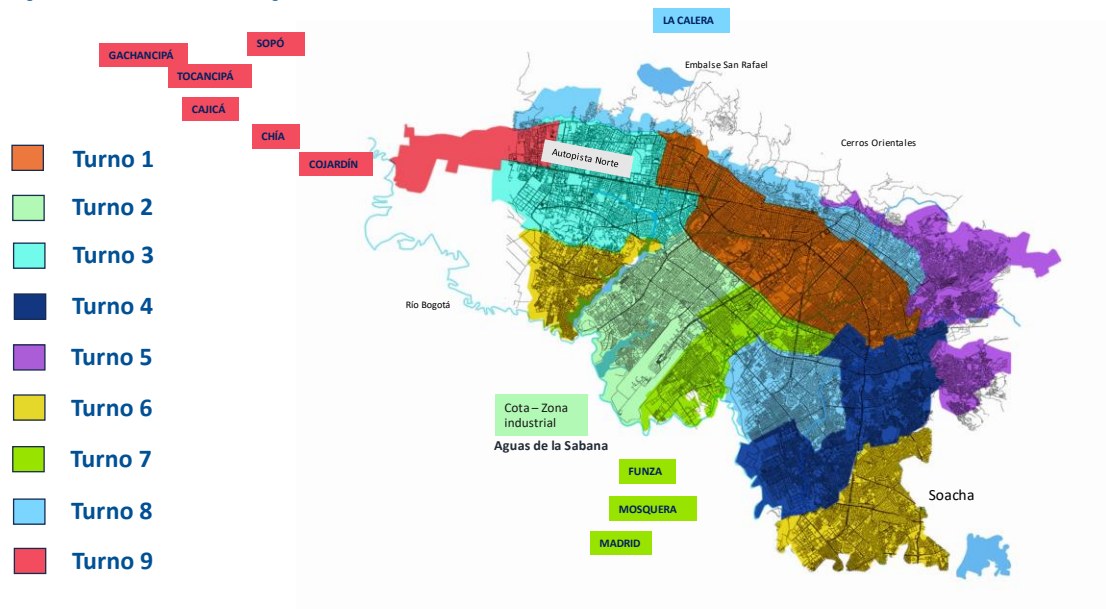 LA CALERA
SOPÓ
GACHANCIPÁ
TOCANCIPÁ
CAJICÁ
CHÍA
COJARDÍN
Embalse San Rafael
Cerros Orientales
Autopista Norte
Río Bogotá
Turno 1
Turno 2
Turno 3
Turno 4
Turno 5
Turno 6
Turno 7
Turno 8
Turno 9
Cota – Zona
industrial
Aguas de la Sabana
FUNZA
MOSQUERA
MADRID
Soacha